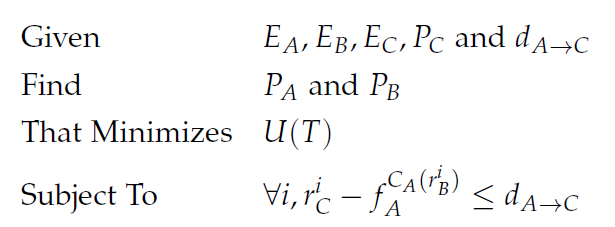 Given E_A, E_B, E_C, P_C and d_{A→C}
Find P_A and P_B
That Minimizes U(T)
Subject To ∀i, r_C^i − f_A^{C_A(r_B^i)} ≤ d_{A→C}